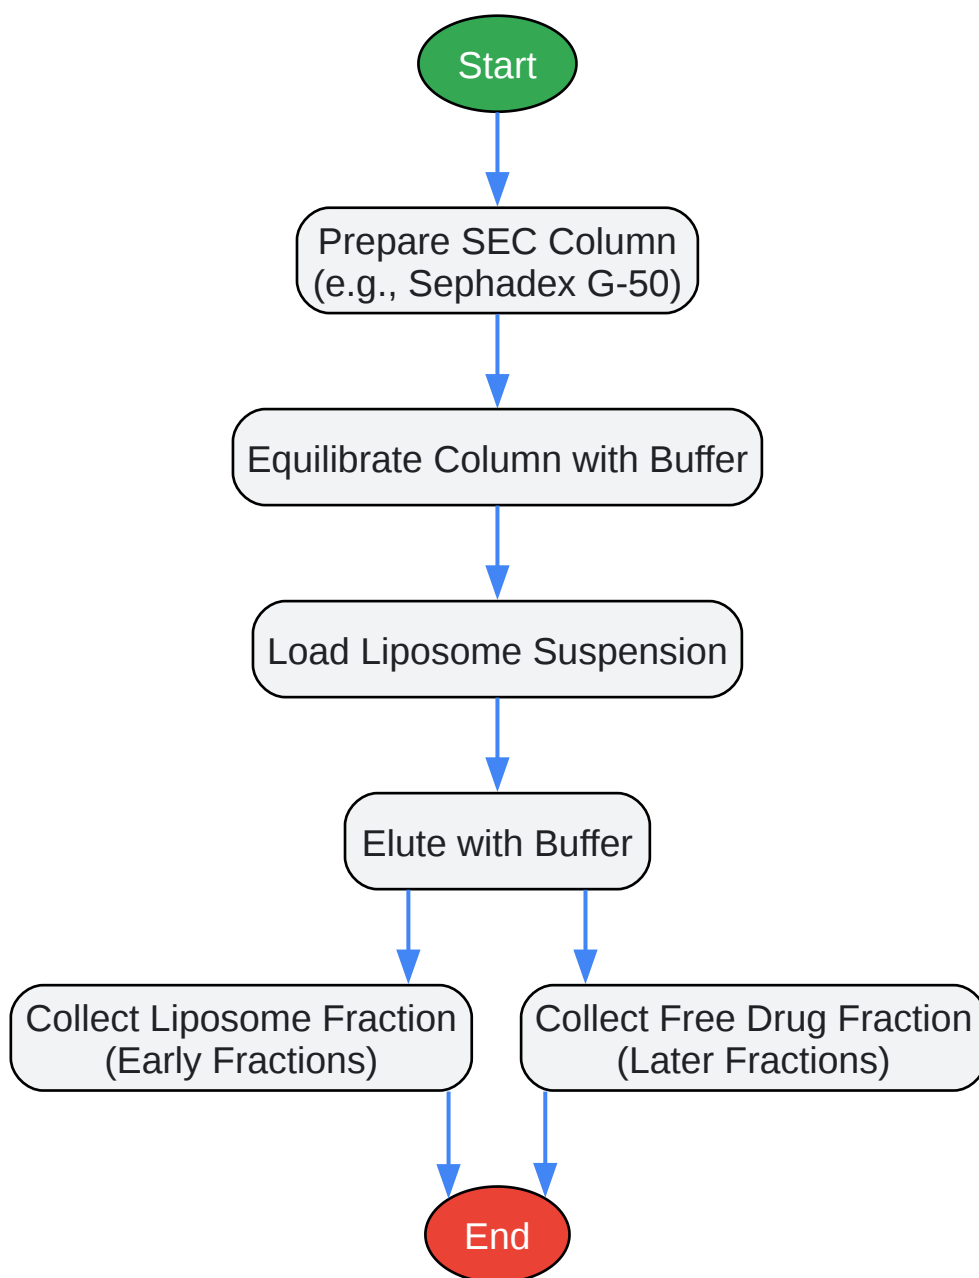 Start
Prepare SEC Column
(e.g., Sephadex G-50)
Equilibrate Column with Buffer
Load Liposome Suspension
Elute with Buffer
Collect Liposome Fraction
(Early Fractions)
Collect Free Drug Fraction
(Later Fractions)
End